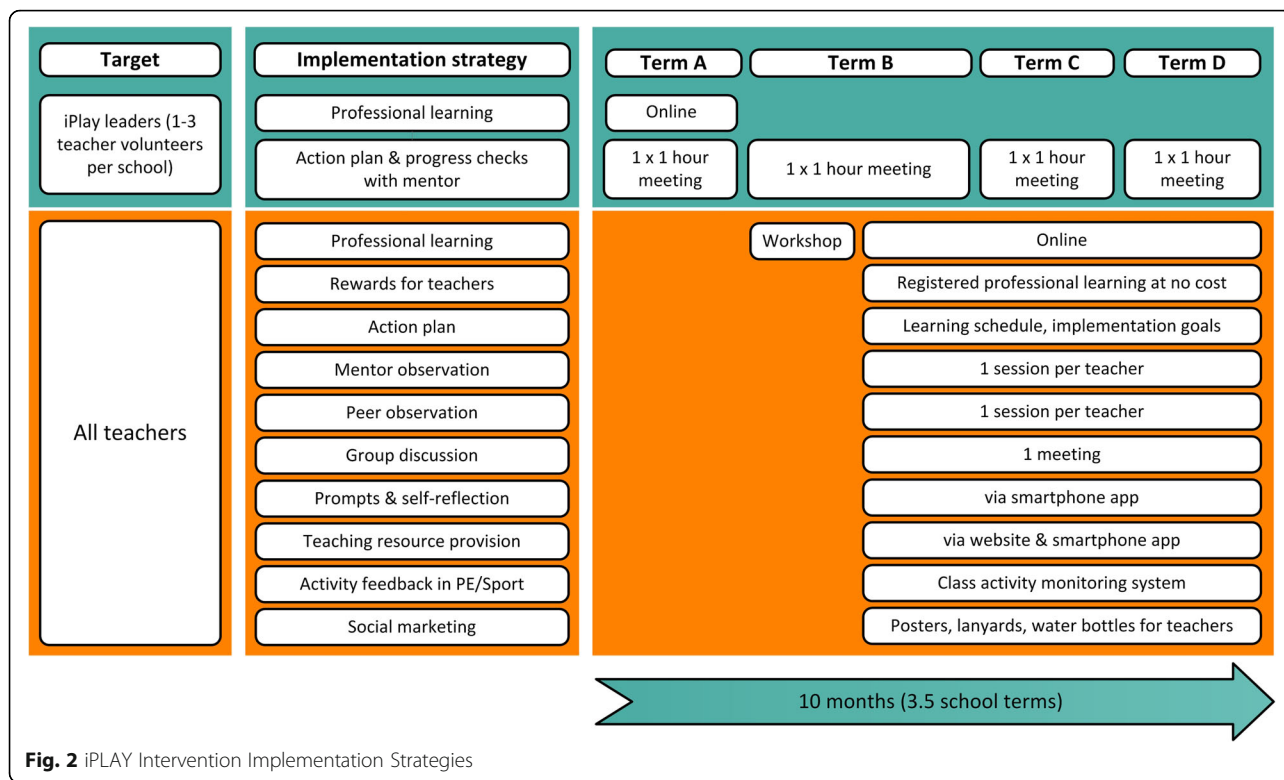 Target
Implementation strategy
Term A
Term B
Term C
Term D
iPlay leaders (1-3
teacher volunteers
per school)
Professional learning
Online
Action plan & progress checks
with mentor
1 x 1 hour
meeting
1 x 1 hour meeting
1 x 1 hour
meeting
1 x 1 hour
meeting
All teachers
Professional learning
Workshop
Online
Rewards for teachers
Registered professional learning at no cost
Action plan
Learning schedule, implementation goals
Mentor observation
1 session per teacher
Peer observation
1 session per teacher
Group discussion
1 meeting
Prompts & self-reflection
via smartphone app
Teaching resource provision
via website & smartphone app
Activity feedback in PE/Sport
Class activity monitoring system
Social marketing
Posters, lanyards, water bottles for teachers
10 months (3.5 school terms)
Fig. 2 iPLAY Intervention Implementation Strategies